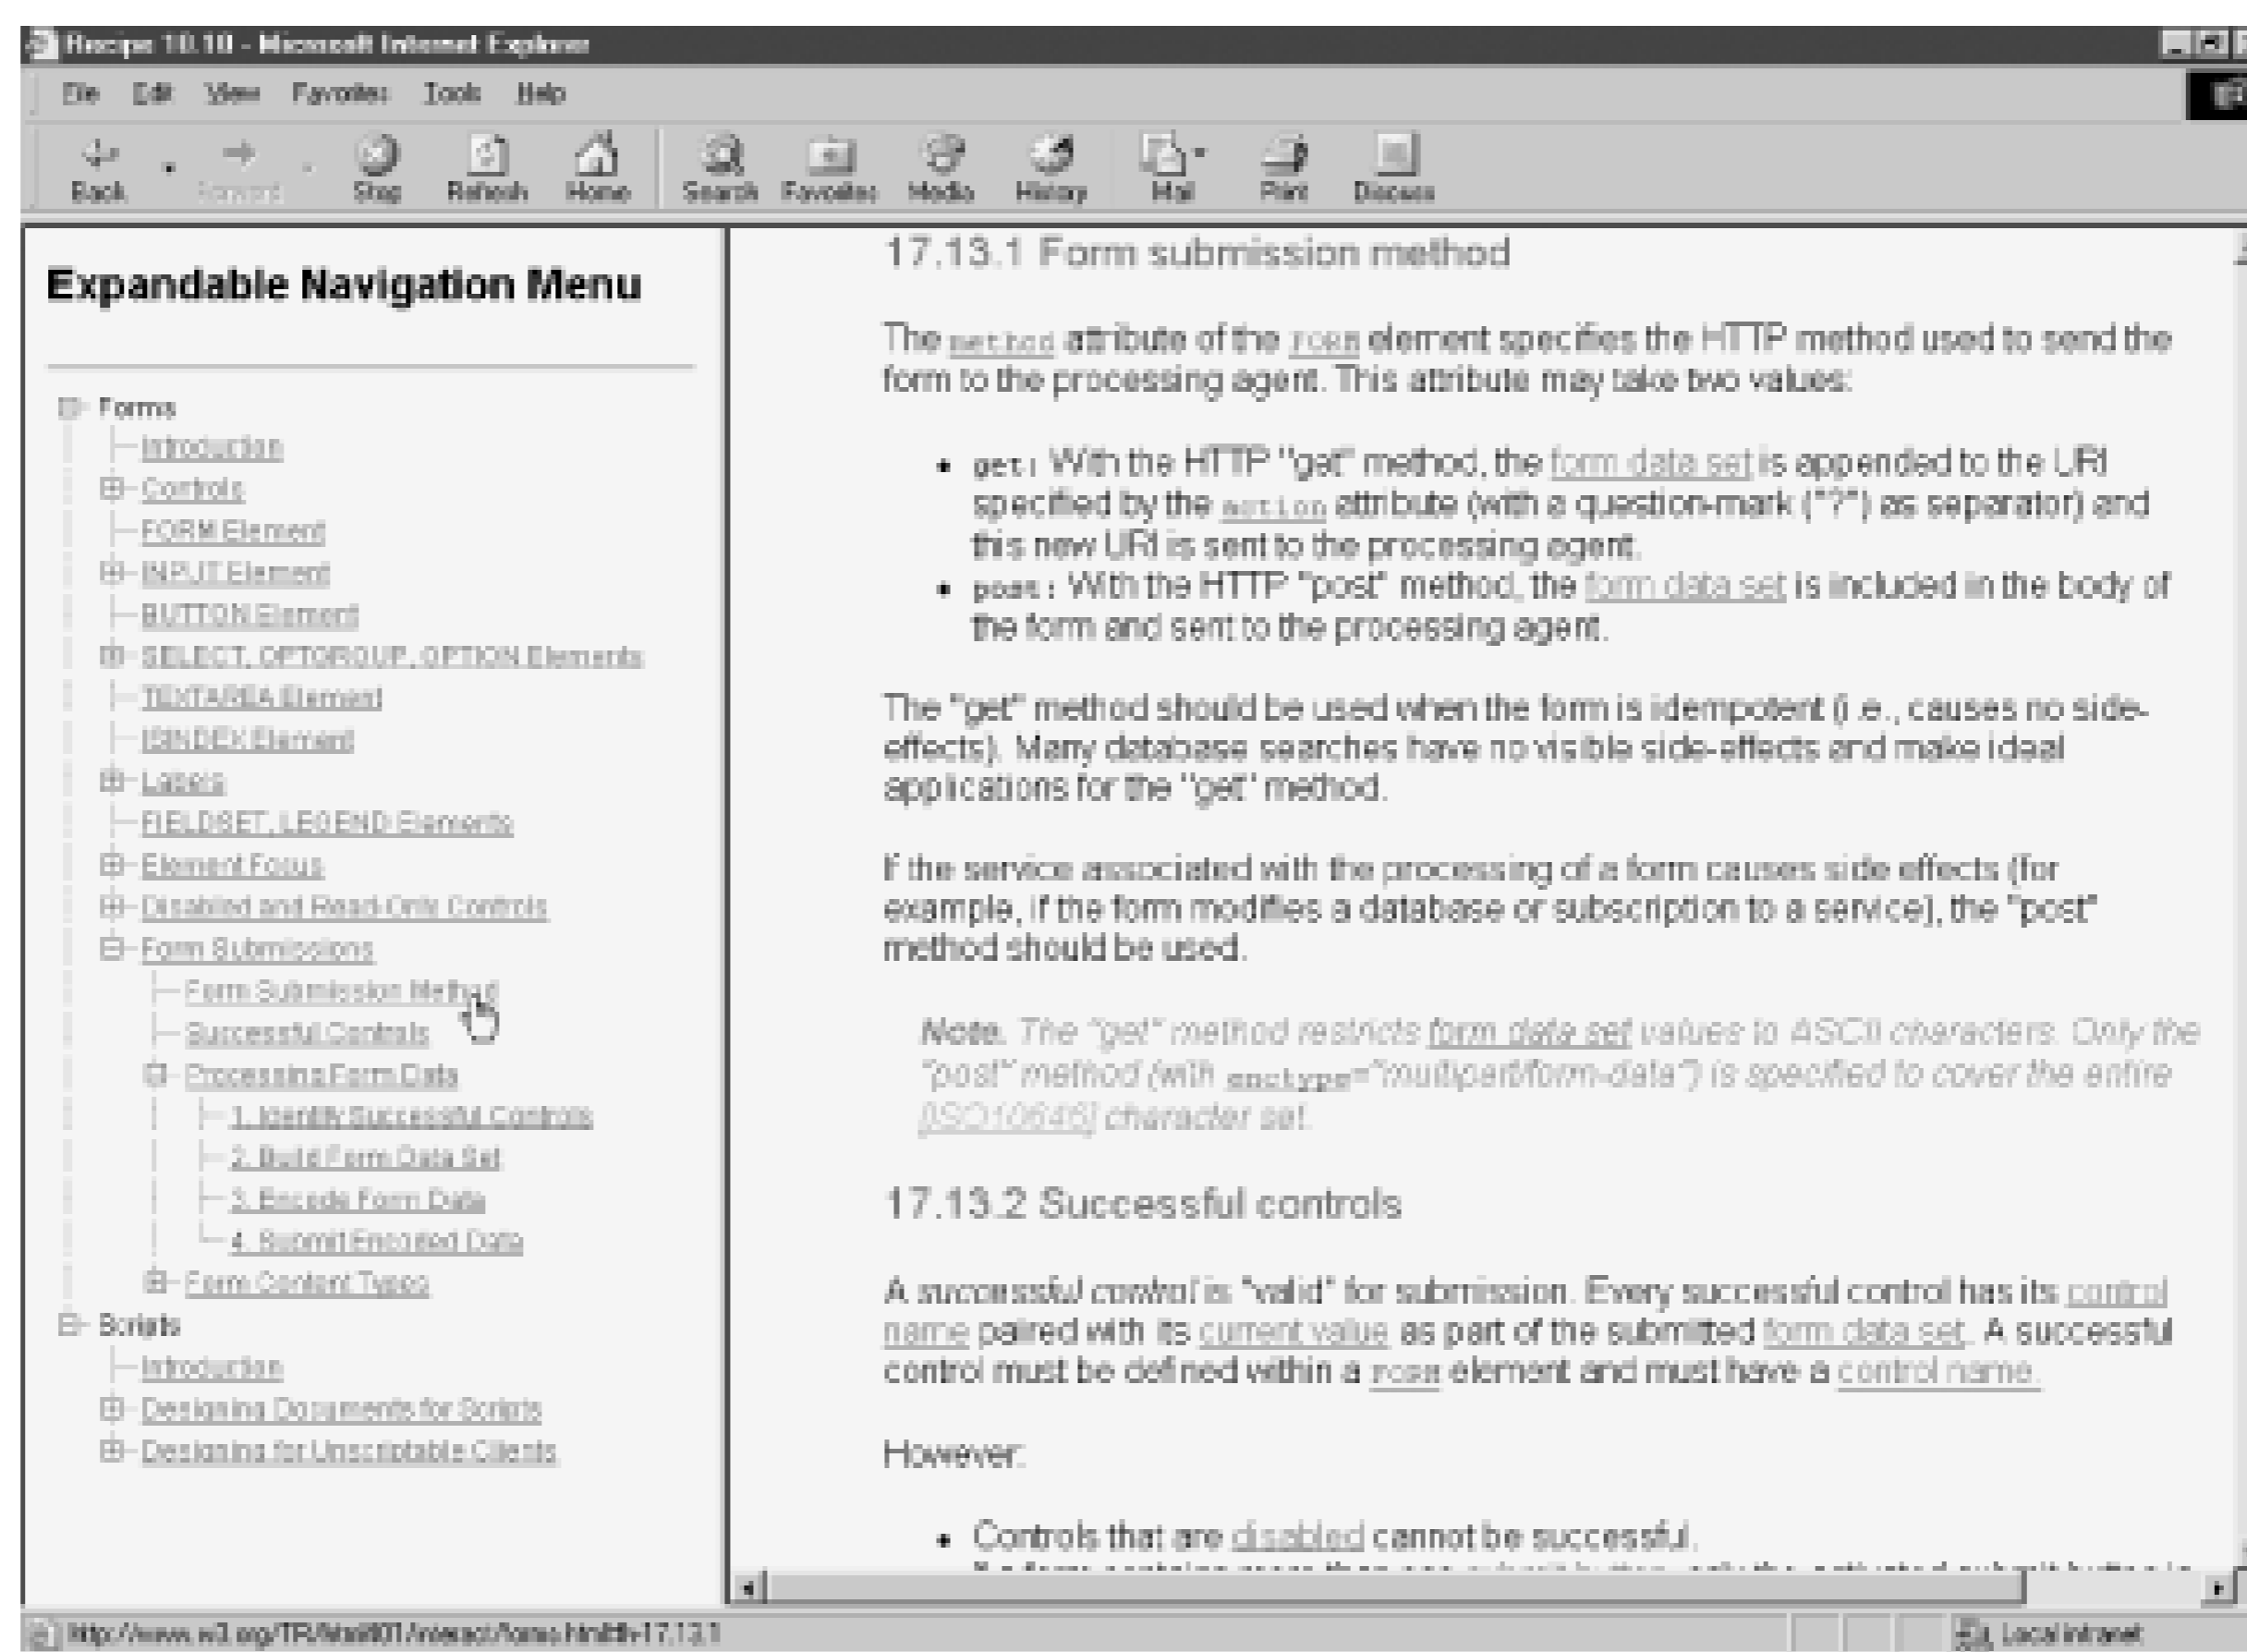 Recipe 10.10 - Microsoft Internet Explorer
File Edit View Favorites Tools Help
Back Forward Stop Refresh Home Search Favorites Media History Mail Print Discuss
Expandable Navigation Menu
Forms
Introduction
Controls
FORM Element
INPUT Element
BUTTON Element
SELECT, OPTGROUP, OPTION Elements
TEXTAREA Element
ISINDEX Element
Labels
FIELDSET, LEGEND Elements
Element Focus
Disabled and Read-Only Controls
Form Submissions
Form Submission Method
Successful Controls
Processing Form Data
1. Identify Successful Controls
2. Build Form Data Set
3. Encode Form Data
4. Submit Encoded Data
Form Content Types
Scripts
Introduction
Designing Documents for Scripts
Designing for Unscriptable Clients
17.13.1 Form submission method
The method attribute of the FORM element specifies the HTTP method used to send the
form to the processing agent. This attribute may take two values:
• get: With the HTTP "get" method, the form data set is appended to the URI
specified by the action attribute (with a question-mark ("?") as separator) and
this new URI is sent to the processing agent.
• post: With the HTTP "post" method, the form data set is included in the body of
the form and sent to the processing agent.
The "get" method should be used when the form is idempotent (i.e., causes no side-
effects). Many database searches have no visible side-effects and make ideal
applications for the "get" method.
If the service associated with the processing of a form causes side effects (for
example, if the form modifies a database or subscription to a service), the "post"
method should be used.
Note. The "get" method restricts form data set values to ASCII characters. Only the
"post" method (with enctype="multipart/form-data") is specified to cover the entire
[ISO10646] character set.
17.13.2 Successful controls
A successful control is "valid" for submission. Every successful control has its control
name paired with its current value as part of the submitted form data set. A successful
control must be defined within a FORM element and must have a control name.
However:
• Controls that are disabled cannot be successful.
http://www.w3.org/TR/html401/interact/forms.html#h-17.13.1
Local intranet